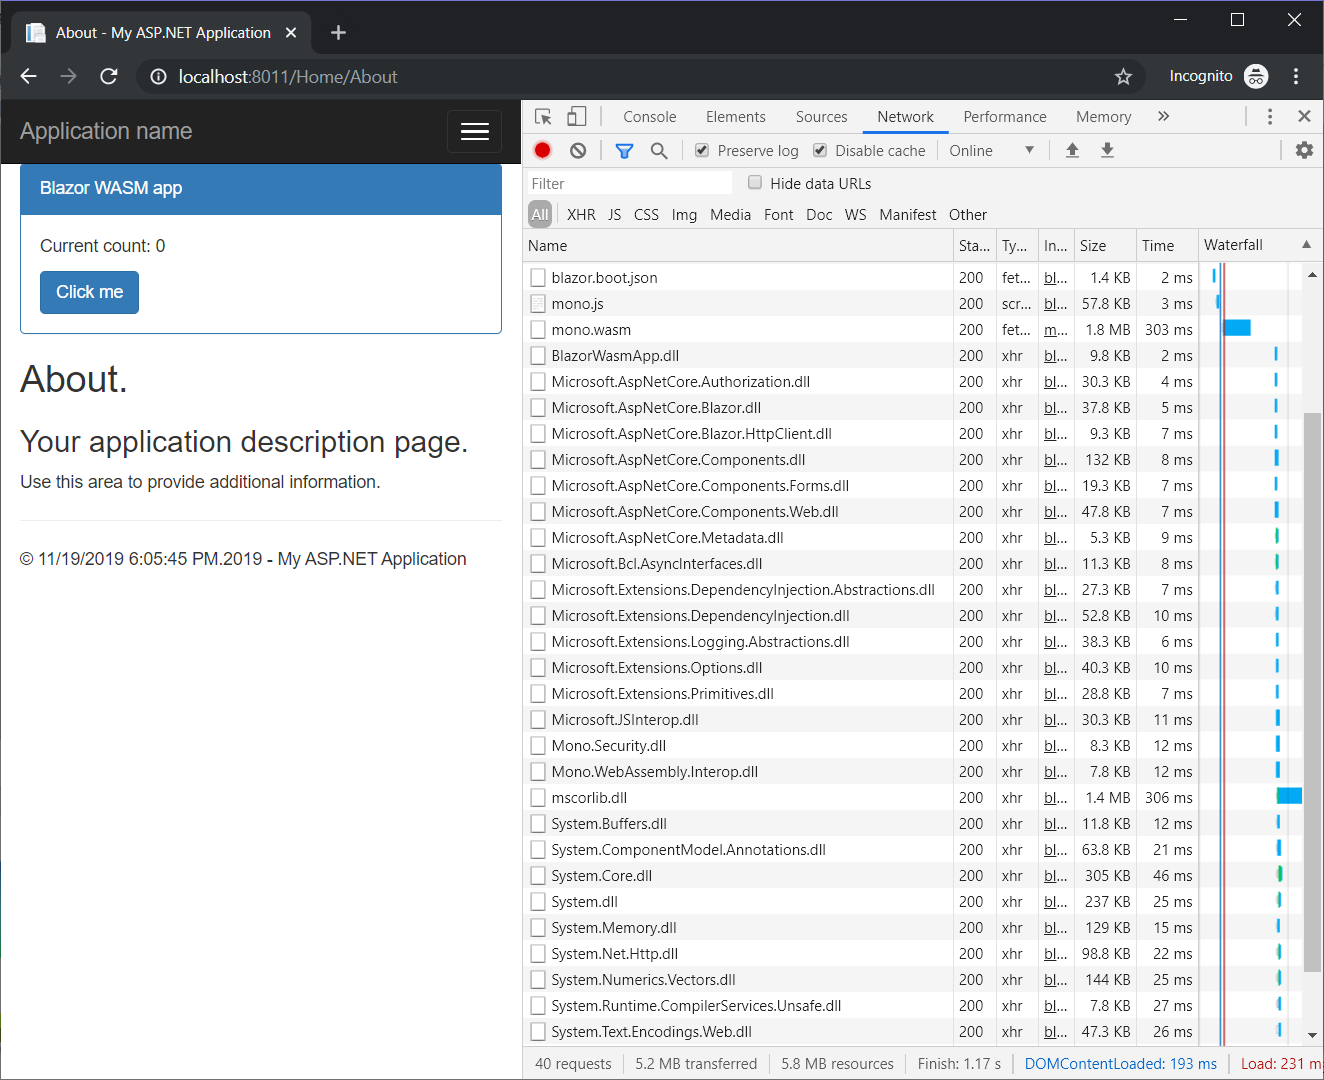 About - My ASP.NET Application
localhost:8011/Home/About
Incognito
Application name
Blazor WASM app
Current count: 0
Click me
About.
Your application description page.
Use this area to provide additional information.
© 11/19/2019 6:05:45 PM.2019 - My ASP.NET Application
Console Elements Sources Network Performance Memory
Preserve log Disable cache Online
Filter Hide data URLs
All XHR JS CSS Img Media Font Doc WS Manifest Other
Name Sta... Ty... In... Size Time Waterfall
blazor.boot.json 200 fet... bl... 1.4 KB 2 ms
mono.js 200 scr... bl... 57.8 KB 3 ms
mono.wasm 200 fet... m... 1.8 MB 303 ms
BlazorWasmApp.dll 200 xhr bl... 9.8 KB 2 ms
Microsoft.AspNetCore.Authorization.dll 200 xhr bl... 30.3 KB 4 ms
Microsoft.AspNetCore.Blazor.dll 200 xhr bl... 37.8 KB 5 ms
Microsoft.AspNetCore.Blazor.HttpClient.dll 200 xhr bl... 9.3 KB 7 ms
Microsoft.AspNetCore.Components.dll 200 xhr bl... 132 KB 8 ms
Microsoft.AspNetCore.Components.Forms.dll 200 xhr bl... 19.3 KB 7 ms
Microsoft.AspNetCore.Components.Web.dll 200 xhr bl... 47.8 KB 7 ms
Microsoft.AspNetCore.Metadata.dll 200 xhr bl... 5.3 KB 9 ms
Microsoft.Bcl.AsyncInterfaces.dll 200 xhr bl... 11.3 KB 8 ms
Microsoft.Extensions.DependencyInjection.Abstractions.dll 200 xhr bl... 27.3 KB 7 ms
Microsoft.Extensions.DependencyInjection.dll 200 xhr bl... 52.8 KB 10 ms
Microsoft.Extensions.Logging.Abstractions.dll 200 xhr bl... 38.3 KB 6 ms
Microsoft.Extensions.Options.dll 200 xhr bl... 40.3 KB 10 ms
Microsoft.Extensions.Primitives.dll 200 xhr bl... 28.8 KB 7 ms
Microsoft.JSInterop.dll 200 xhr bl... 30.3 KB 11 ms
Mono.Security.dll 200 xhr bl... 8.3 KB 12 ms
Mono.WebAssembly.Interop.dll 200 xhr bl... 7.8 KB 12 ms
mscorlib.dll 200 xhr bl... 1.4 MB 306 ms
System.Buffers.dll 200 xhr bl... 11.8 KB 12 ms
System.ComponentModel.Annotations.dll 200 xhr bl... 63.8 KB 21 ms
System.Core.dll 200 xhr bl... 305 KB 46 ms
System.dll 200 xhr bl... 237 KB 25 ms
System.Memory.dll 200 xhr bl... 129 KB 15 ms
System.Net.Http.dll 200 xhr bl... 98.8 KB 22 ms
System.Numerics.Vectors.dll 200 xhr bl... 144 KB 25 ms
System.Runtime.CompilerServices.Unsafe.dll 200 xhr bl... 7.8 KB 27 ms
System.Text.Encodings.Web.dll 200 xhr bl... 47.3 KB 26 ms
40 requests 5.2 MB transferred 5.8 MB resources Finish: 1.17 s DOMContentLoaded: 193 ms Load: 231 m